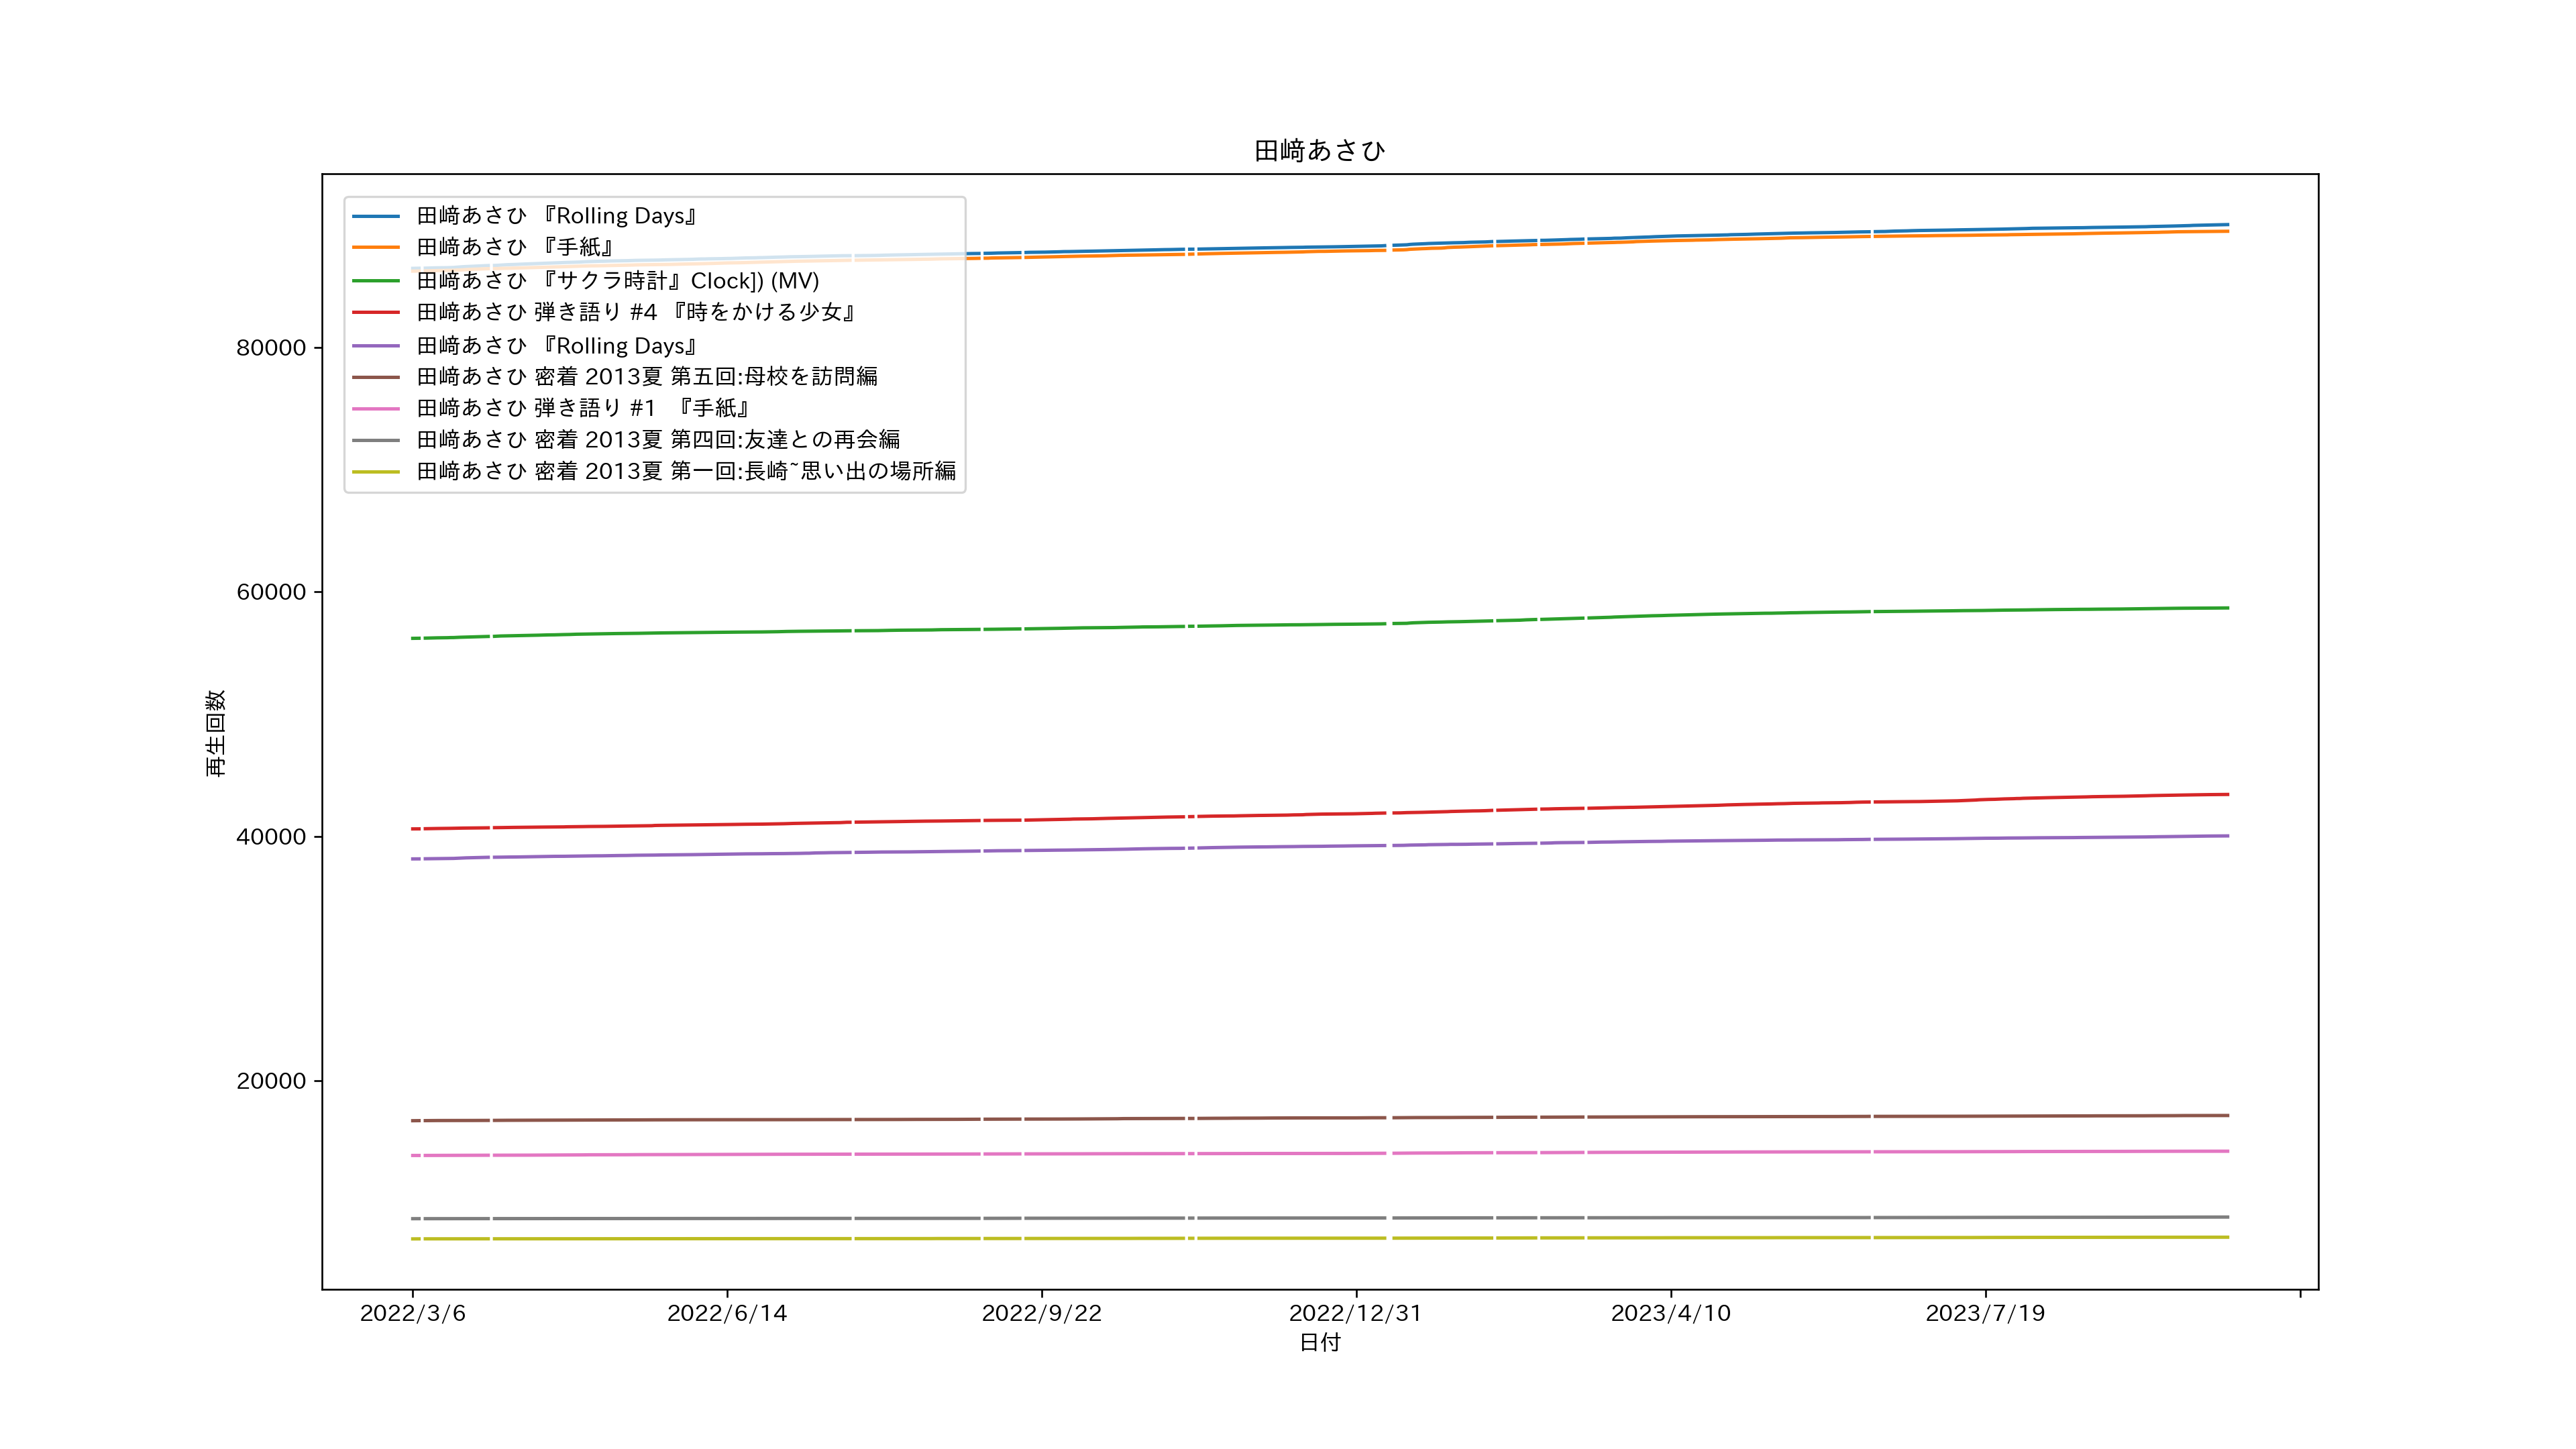 田﨑あさひ
田﨑あさひ 『Rolling Days』
田﨑あさひ 『手紙』
田﨑あさひ 『サクラ時計』Clock]) (MV)
田﨑あさひ 弾き語り #4 『時をかける少女』
田﨑あさひ 『Rolling Days』
田﨑あさひ 密着 2013夏 第五回:母校を訪問編
田﨑あさひ 弾き語り #1 『手紙』
田﨑あさひ 密着 2013夏 第四回:友達との再会編
田﨑あさひ 密着 2013夏 第一回:長崎~思い出の場所編
80000
60000
40000
20000
再生回数
2022/3/6
2022/6/14
2022/9/22
2022/12/31
2023/4/10
2023/7/19
日付